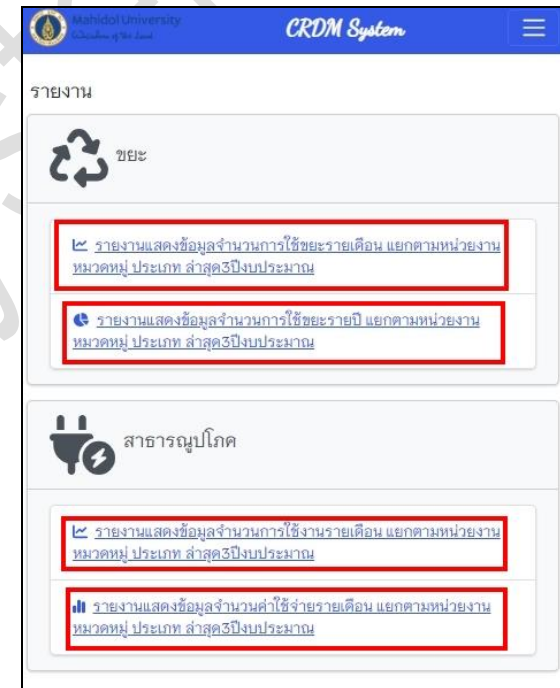 Mahidol University
Wisdom of the Land
CRDM System
รายงาน
ขยะ
รายงานแสดงข้อมูลจำนวนการใช้ขยะรายเดือน แยกตามหน่วยงาน
หมวดหมู่ ประเภท ล่าสุด3ปีงบประมาณ
รายงานแสดงข้อมูลจำนวนการใช้ขยะรายปี แยกตามหน่วยงาน
หมวดหมู่ ประเภท ล่าสุด3ปีงบประมาณ
สาธารณูปโภค
รายงานแสดงข้อมูลจำนวนการใช้งานรายเดือน แยกตามหน่วยงาน
หมวดหมู่ ประเภท ล่าสุด3ปีงบประมาณ
รายงานแสดงข้อมูลจำนวนค่าใช้จ่ายรายเดือน แยกตามหน่วยงาน
หมวดหมู่ ประเภท ล่าสุด3ปีงบประมาณ